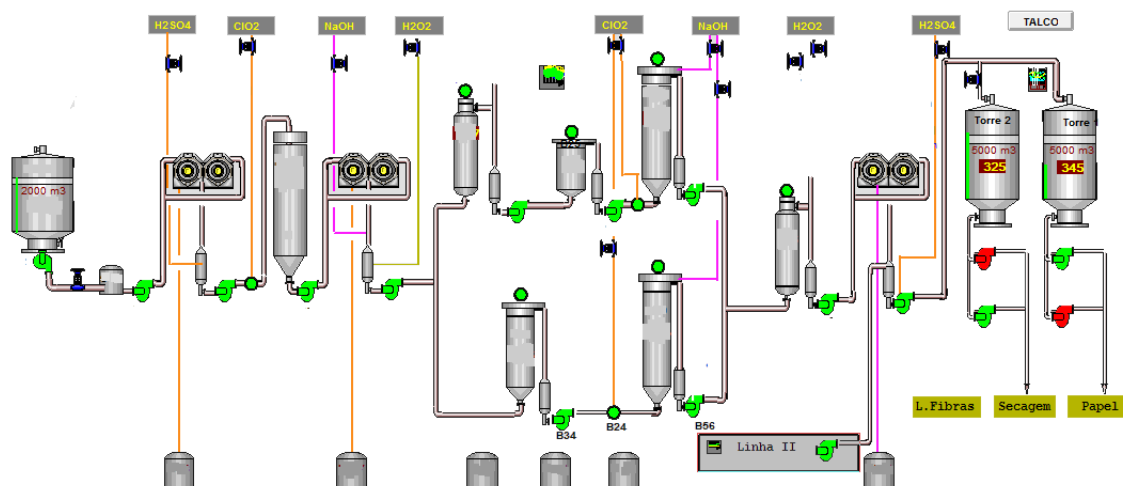 H2SO4
ClO2
NaOH
H2O2
ClO2
NaOH
H2O2
H2SO4
TALCO
Torre 2
Torre
5000 m3
325
5000 m3
345
2000 m3
B34
B24
B56
Linha II
L.Fibras
Secagem
Papel